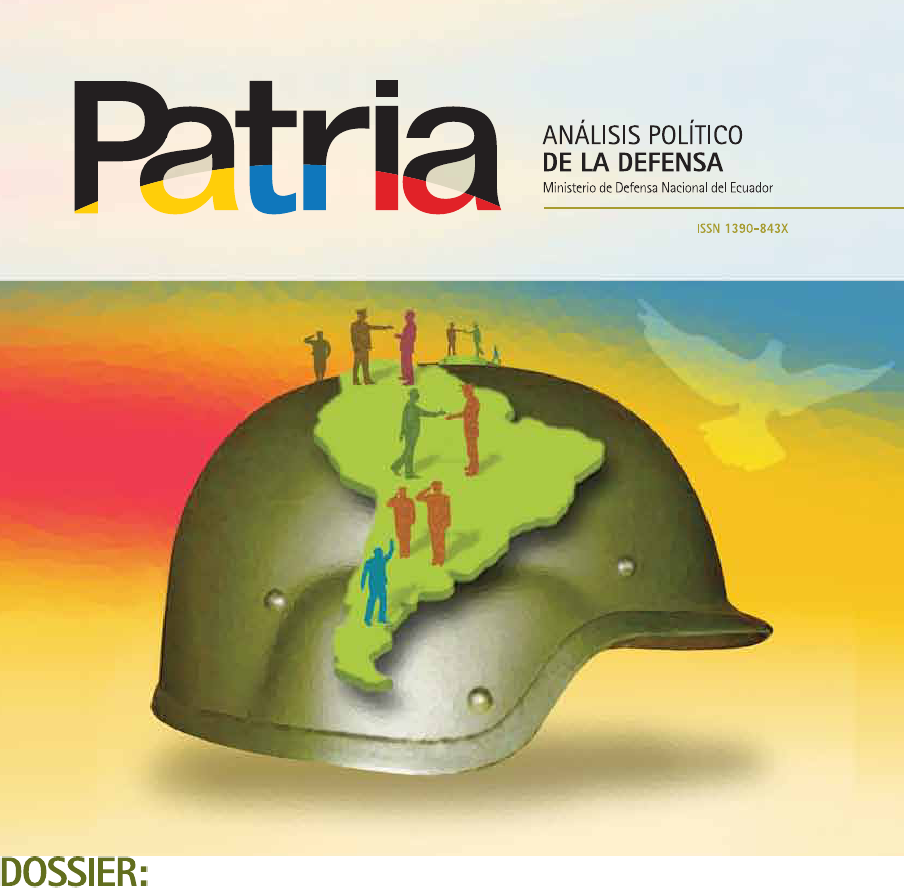 Patria
ANÁLISIS POLÍTICO
DE LA DEFENSA
Ministerio de Defensa Nacional del Ecuador
ISSN 1390-843X
DOSSIER: